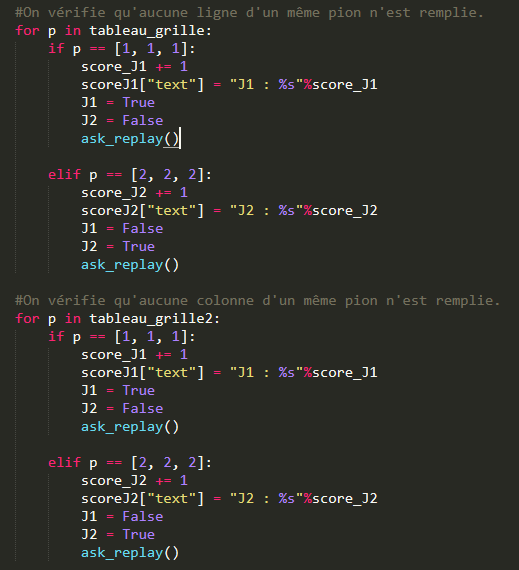 #On vérifie qu'aucune ligne d'un même pion n'est remplie.
for p in tableau_grille:
    if p == [1, 1, 1]:
        score_J1 += 1
        scoreJ1["text"] = "J1 : %s"%score_J1
        J1 = True
        J2 = False
        ask_replay()

    elif p == [2, 2, 2]:
        score_J2 += 1
        scoreJ2["text"] = "J2 : %s"%score_J2
        J1 = False
        J2 = True
        ask_replay()

#On vérifie qu'aucune colonne d'un même pion n'est remplie.
for p in tableau_grille2:
    if p == [1, 1, 1]:
        score_J1 += 1
        scoreJ1["text"] = "J1 : %s"%score_J1
        J1 = True
        J2 = False
        ask_replay()

    elif p == [2, 2, 2]:
        score_J2 += 1
        scoreJ2["text"] = "J2 : %s"%score_J2
        J1 = False
        J2 = True
        ask_replay()